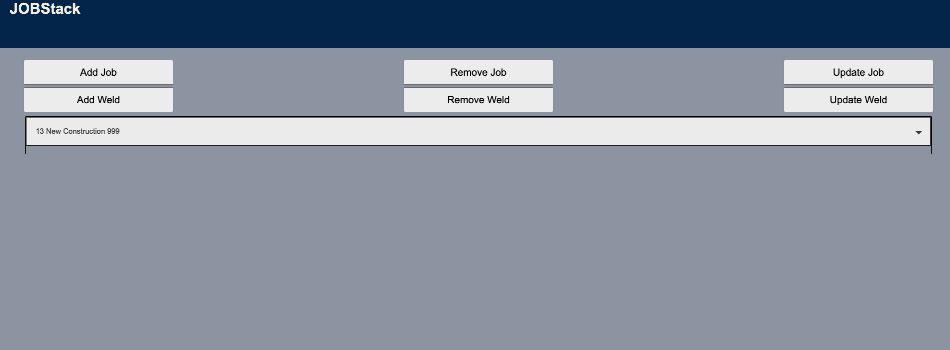 JOBStack
Add Job
Remove Job
Update Job
Add Weld
Remove Weld
Update Weld
13 New Construction 999